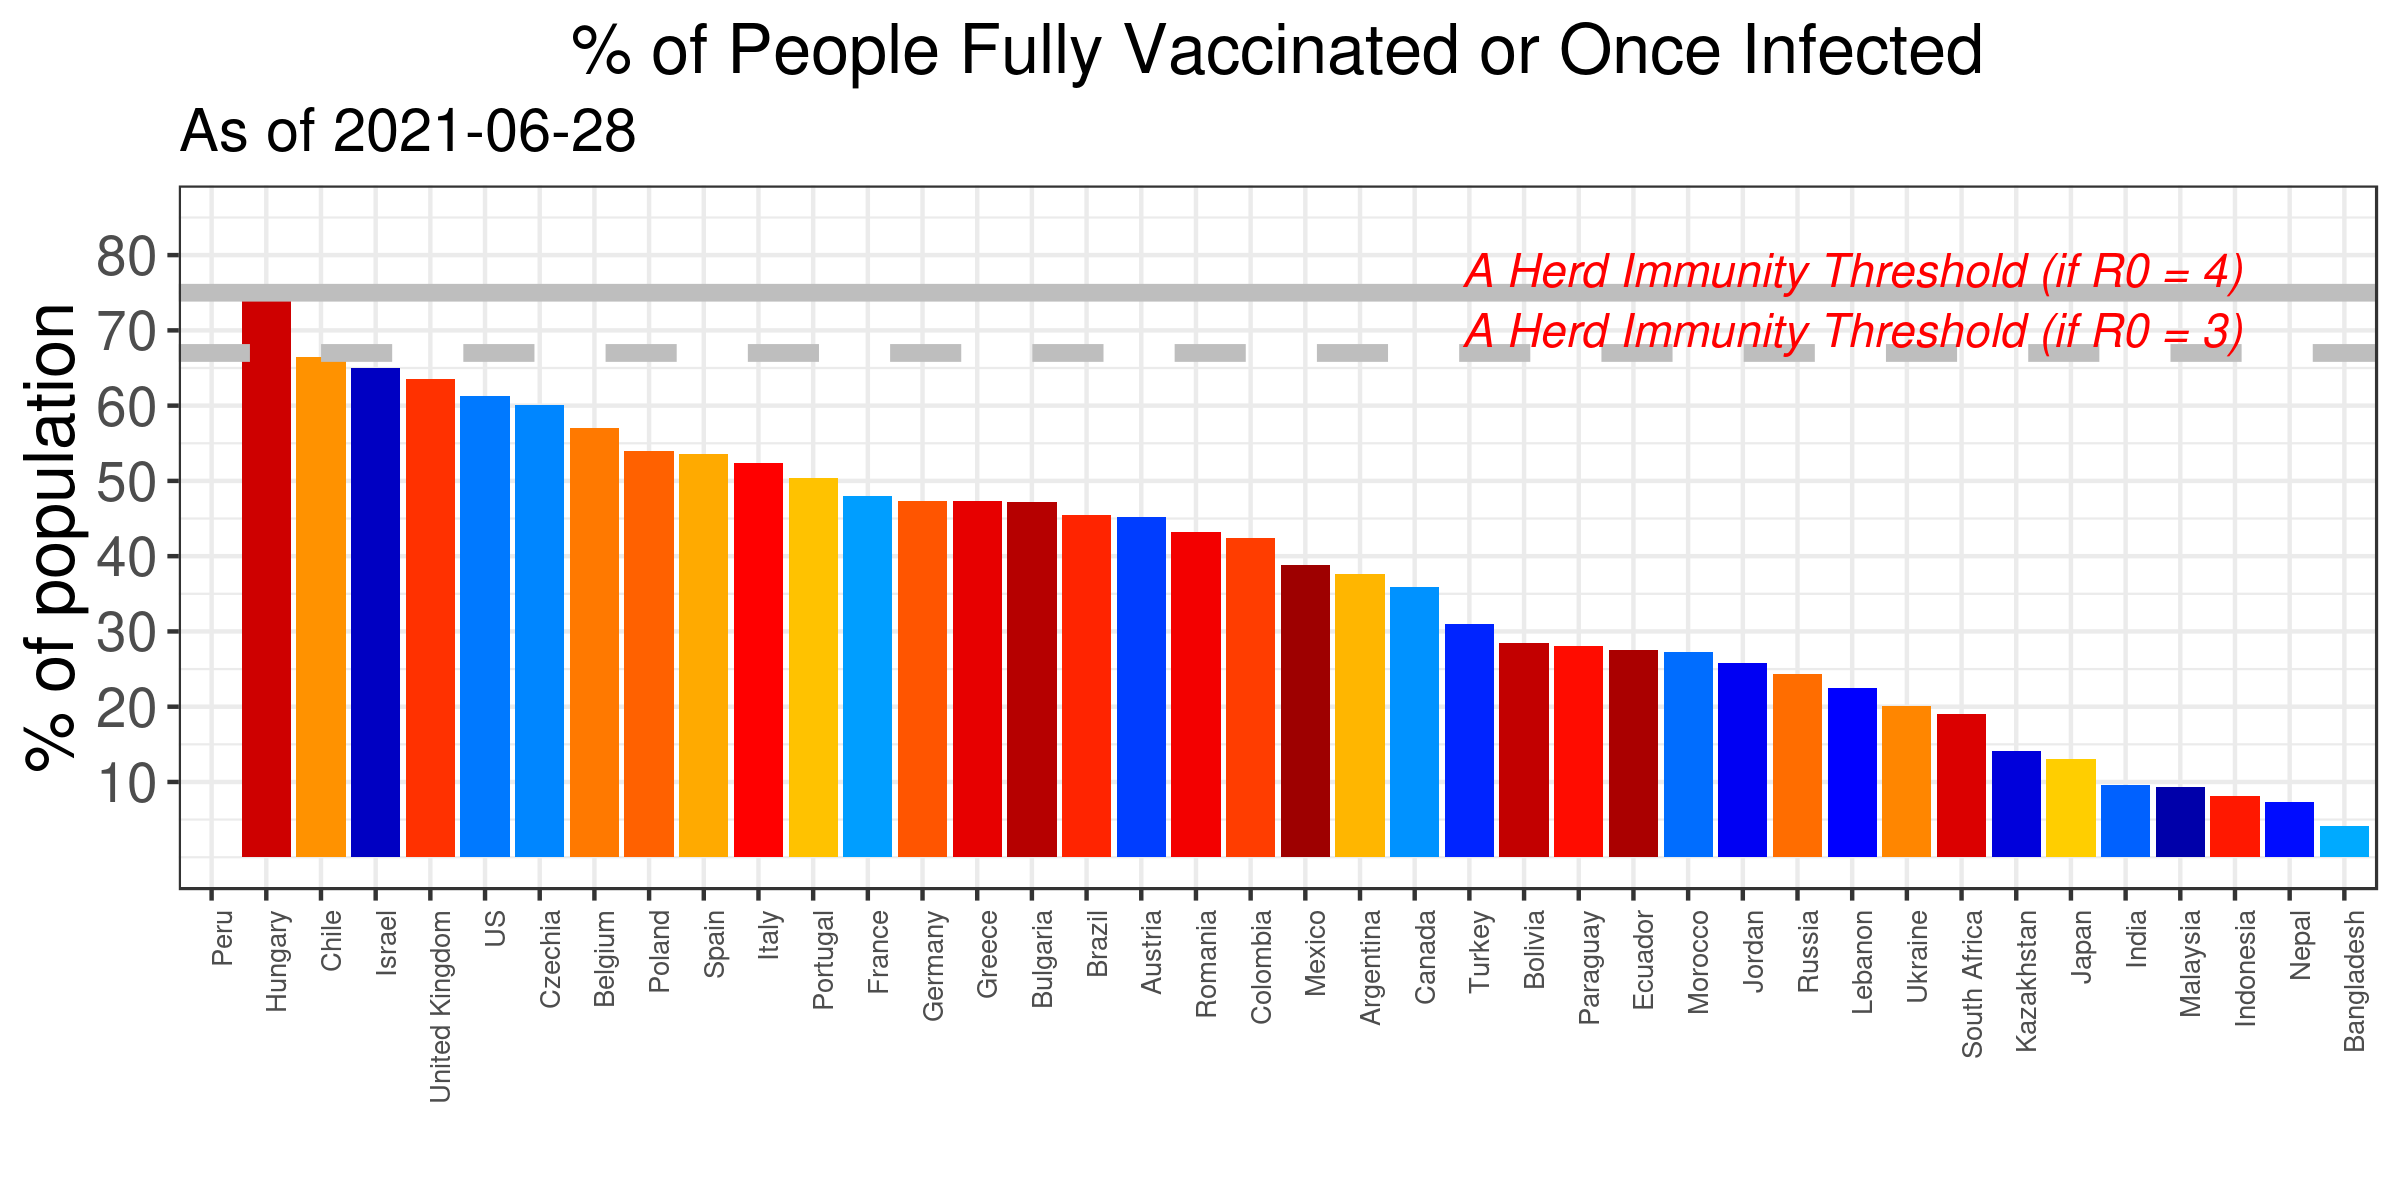 % of People Fully Vaccinated or Once Infected
As of 2021-06-28
% of population
80
70
60
50
40
30
20
10
A Herd Immunity Threshold (if R0 = 4)
A Herd Immunity Threshold (if R0 = 3)
Peru
Hungary
Chile
Israel
United Kingdom
US
Czechia
Belgium
Poland
Spain
Italy
Portugal
France
Germany
Greece
Bulgaria
Brazil
Austria
Romania
Colombia
Mexico
Argentina
Canada
Turkey
Bolivia
Paraguay
Ecuador
Morocco
Jordan
Russia
Lebanon
Ukraine
South Africa
Kazakhstan
Japan
India
Malaysia
Indonesia
Nepal
Bangladesh